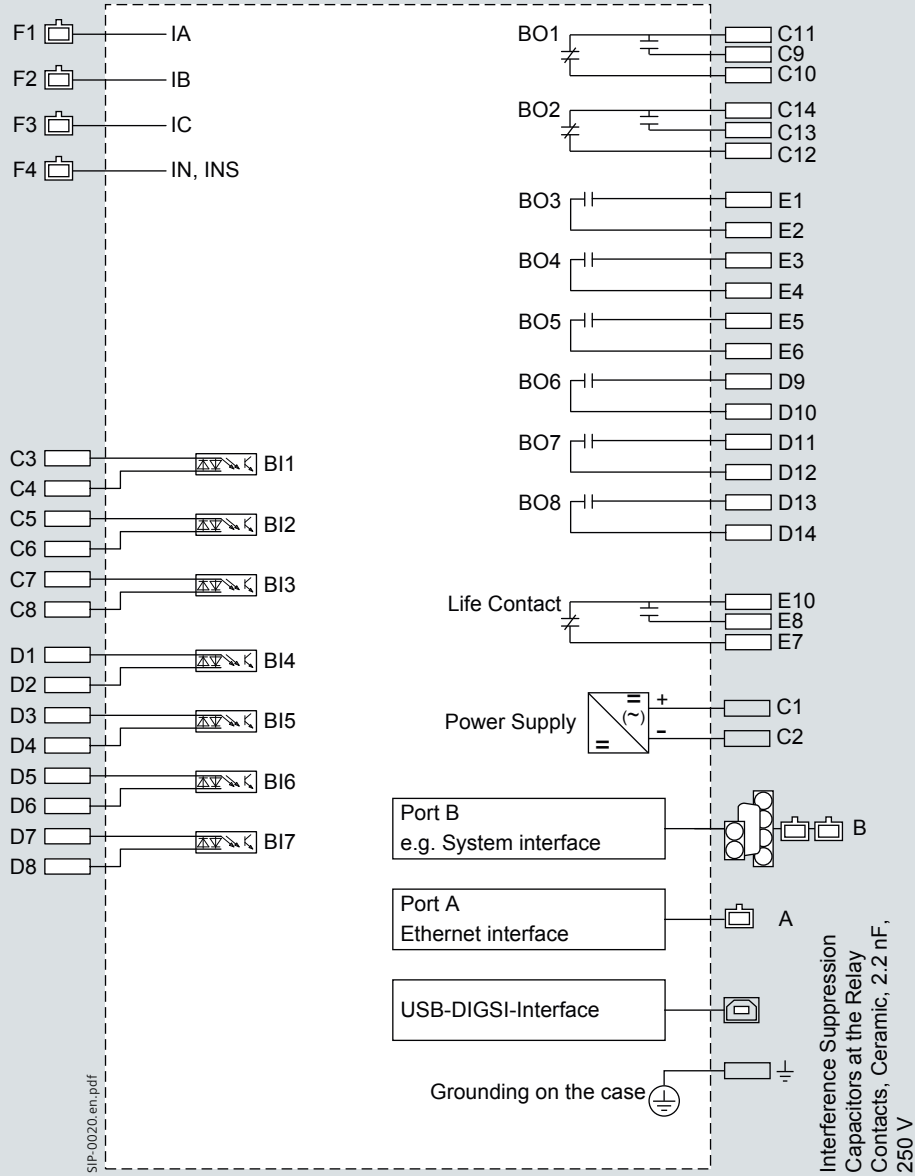 F1
IA
F2
IB
F3
IC
F4
IN, INS
C3
C4
BI1
C5
C6
BI2
C7
C8
BI3
D1
D2
BI4
D3
D4
BI5
D5
D6
BI6
D7
D8
BI7
BO1
C11
C9
C10
BO2
C14
C13
C12
BO3
E1
E2
BO4
E3
E4
BO5
E5
E6
BO6
D9
D10
BO7
D11
D12
BO8
D13
D14
Life Contact
E10
E8
E7
Power Supply
=
(~)
=
+
-
C1
C2
Port B
e.g. System interface
B
Port A
Ethernet interface
A
USB-DIGSI-Interface
Grounding on the case
Interference Suppression
Capacitors at the Relay
Contacts, Ceramic, 2.2 nF,
250 V
SIP-0020.en.pdf